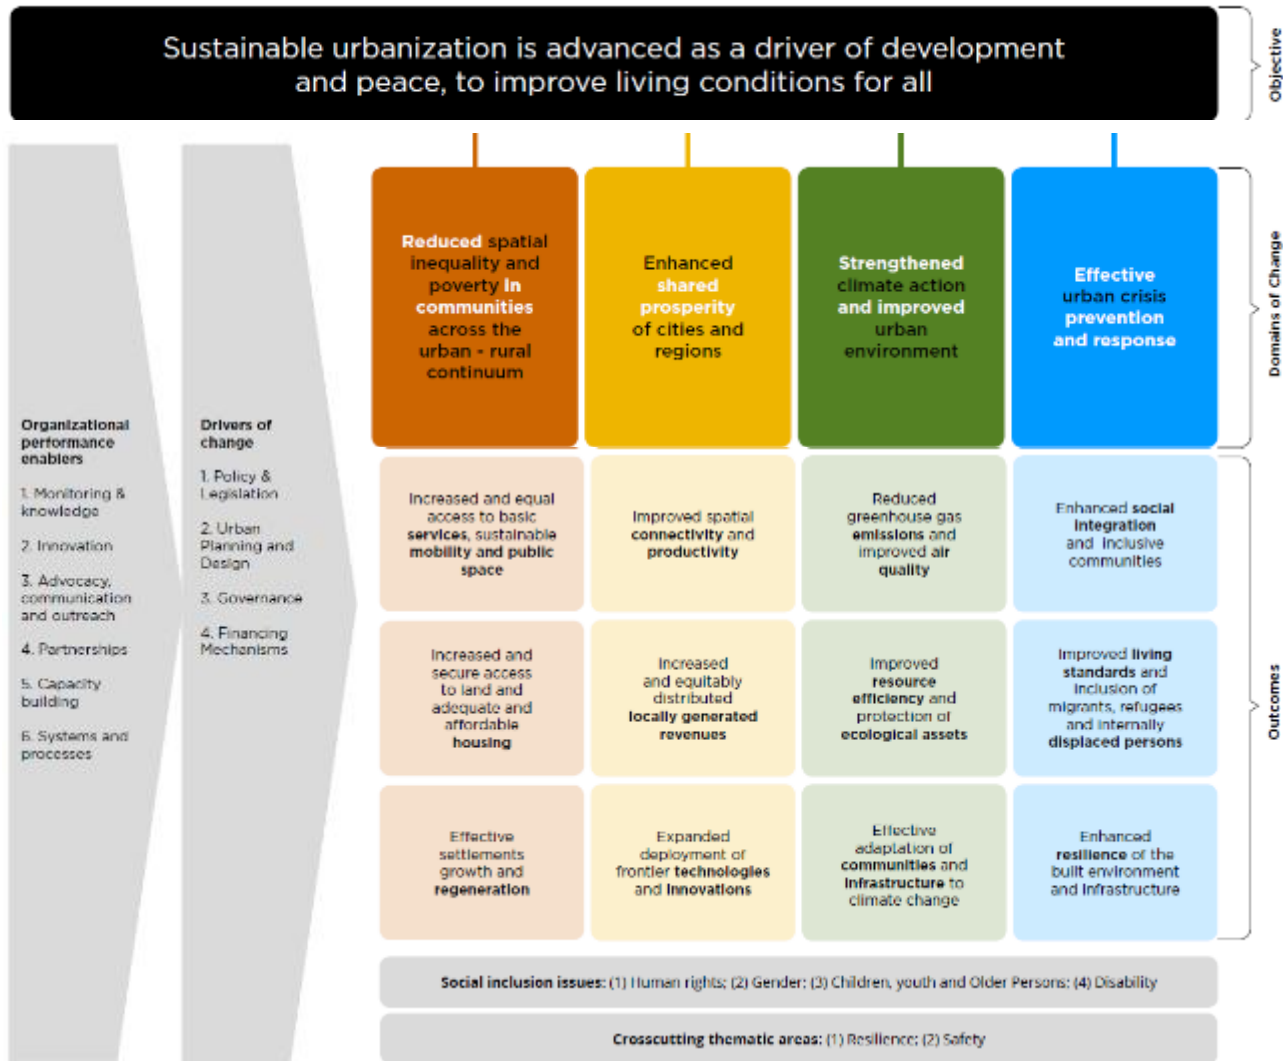 Sustainable urbanization is advanced as a driver of development
and peace, to improve living conditions for all
Objective
Organizational
performance
enablers
1. Monitoring &
knowledge
2. Innovation
3. Advocacy,
communication
and outreach
4. Partnerships
5. Capacity
building
6. Systems and
processes
Drivers of
change
1. Policy &
Legislation
2. Urban
Planning and
Design
3. Governance
4. Financing
Mechanisms
Reduced spatial
inequality and
poverty in
communities
across the
urban - rural
continuum
Enhanced
shared
prosperity
of cities and
regions
Strengthened
climate action
and improved
urban
environment
Effective
urban crisis
prevention
and response
Domains of Change
Increased and equal
access to basic
services, sustainable
mobility and public
space
Improved spatial
connectivity and
productivity
Reduced
greenhouse gas
emissions and
improved air
quality
Enhanced social
integration
and inclusive
communities
Increased and
secure access
to land and
adequate and
affordable
housing
Increased
and equitably
distributed
locally generated
revenues
Improved
resource
efficiency and
protection of
ecological assets
Improved living
standards and
inclusion of
migrants, refugees
and internally
displaced persons
Effective
settlements
growth and
regeneration
Expanded
deployment of
frontier technologies
and innovations
Effective
adaptation of
communities and
infrastructure to
climate change
Enhanced
resilience of the
built environment
and infrastructure
Outcomes
Social inclusion issues: (1) Human rights; (2) Gender; (3) Children, youth and Older Persons; (4) Disability
Crosscutting thematic areas: (1) Resilience; (2) Safety